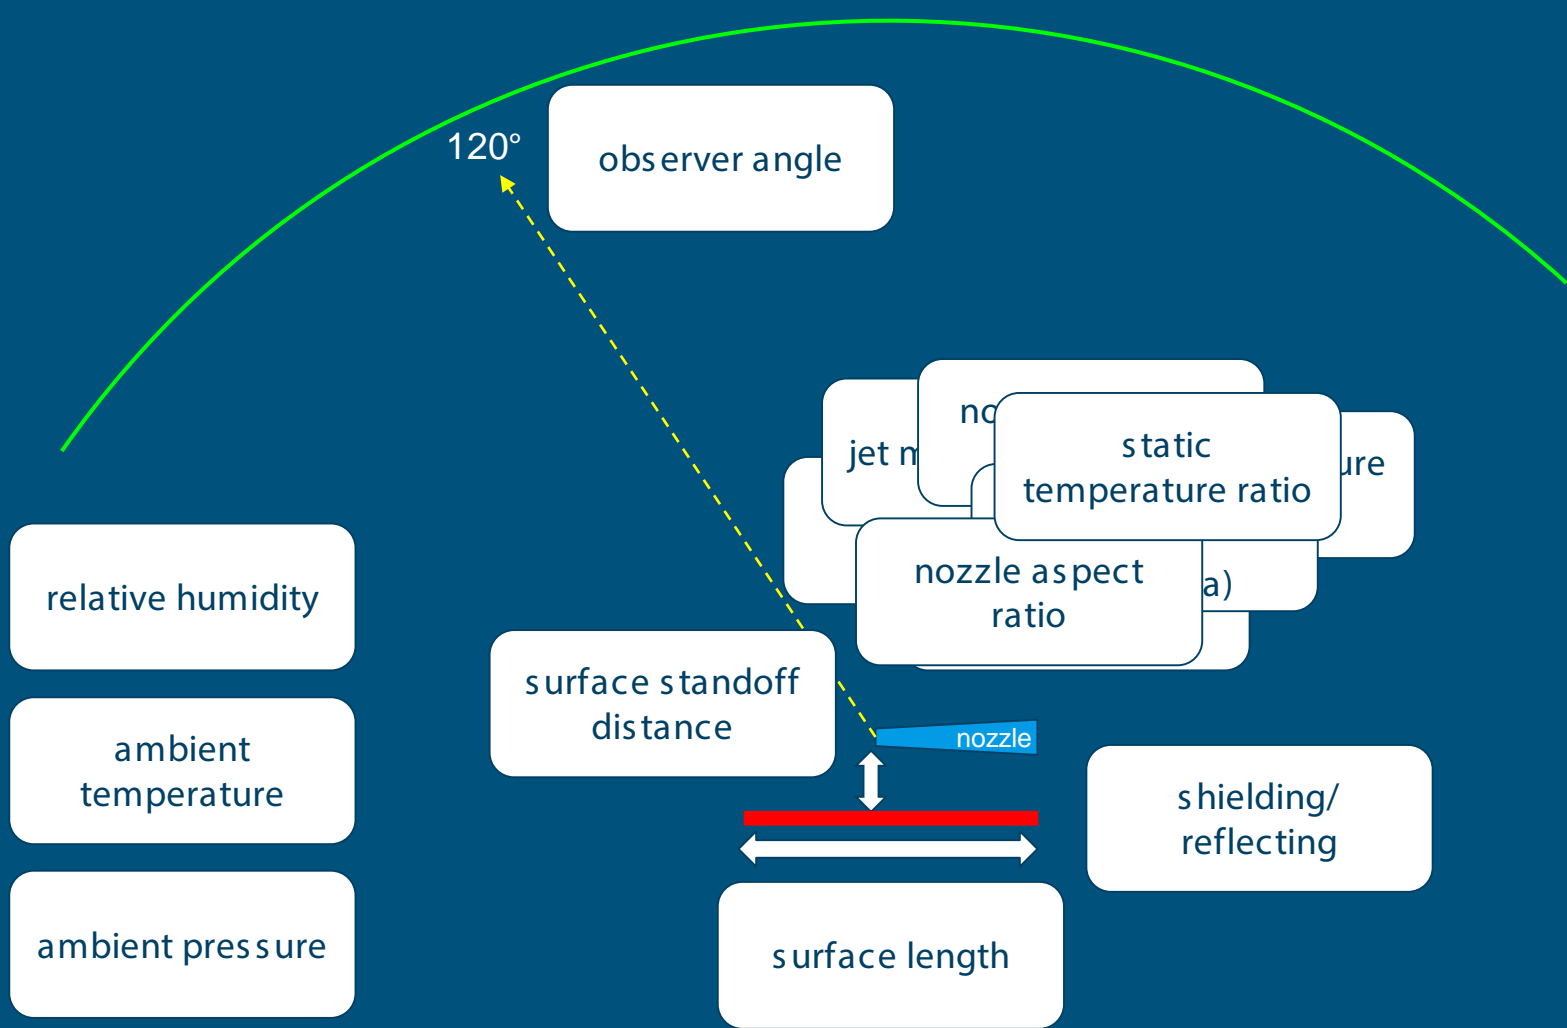 120°
observer angle
static
temperature ratio
nozzle aspect
ratio
relative humidity
surface standoff
distance
nozzle
ambient
temperature
shielding/
reflecting
ambient pressure
surface length
jet
a)